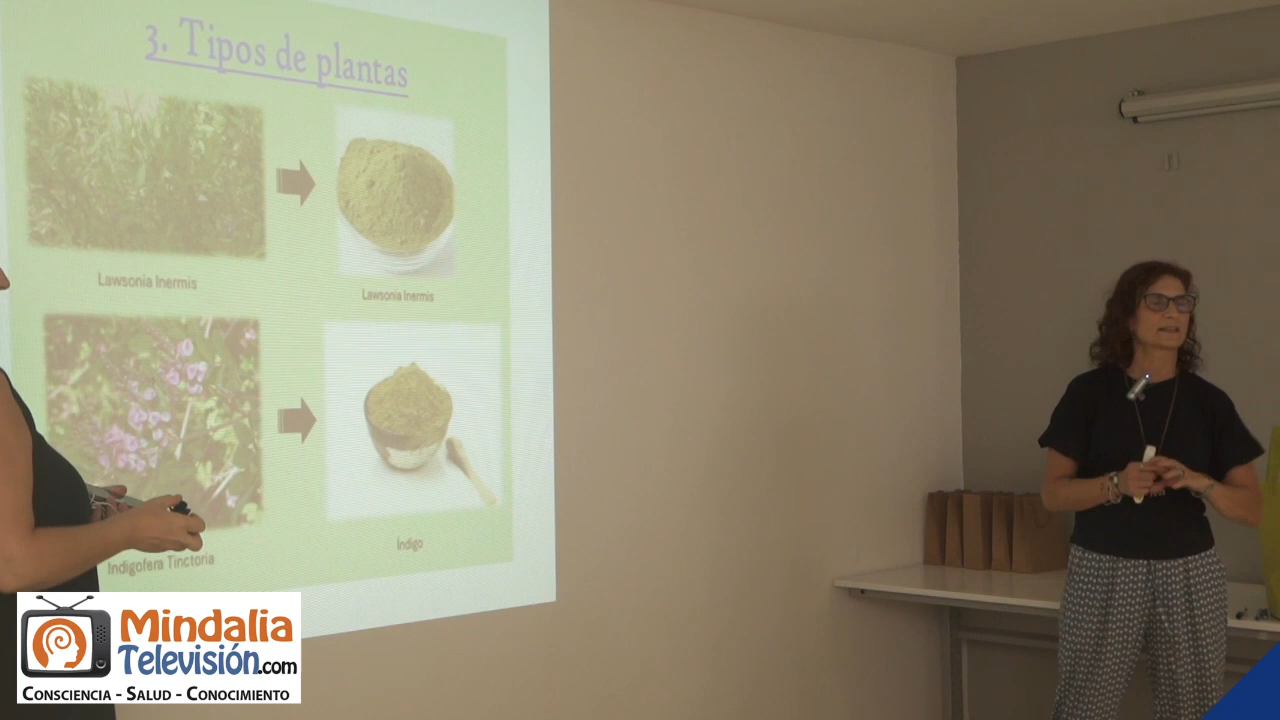 3. Tipos de plantas
Lawsonia Inermis
Lawsonia Inermis
Indigofera Tinctoria
Índigo
Mindalia
Televisión.com
Consciencia - Salud - Conocimiento